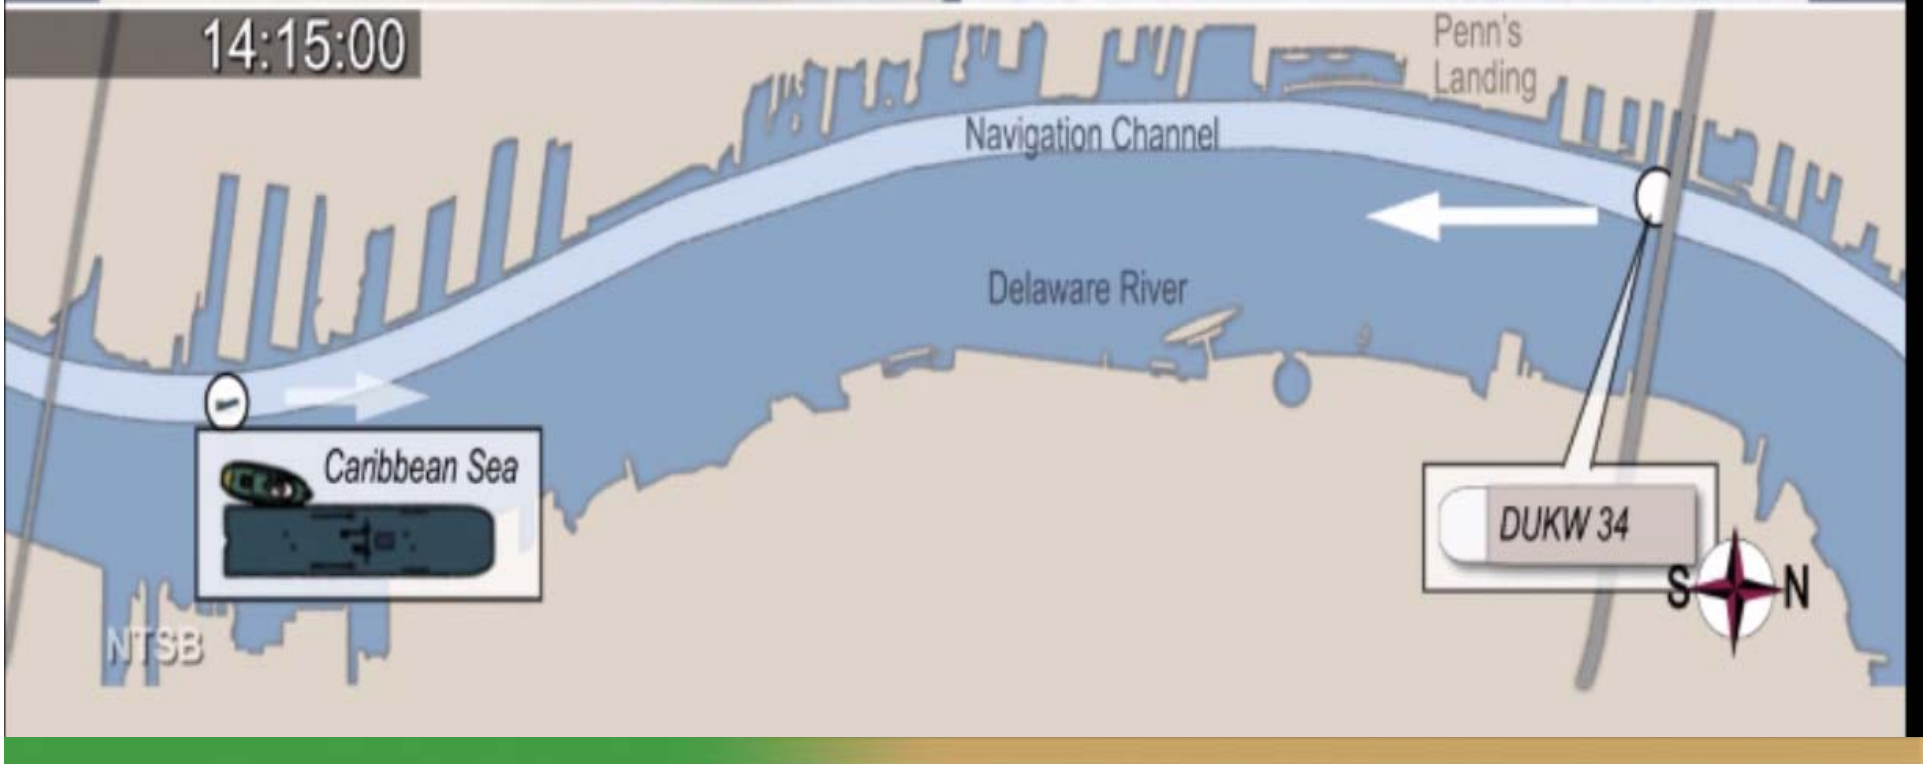 14:15:00
Penn's
Landing
Navigation Channel
Delaware River
Caribbean Sea
DUKW 34
S N
NTSB